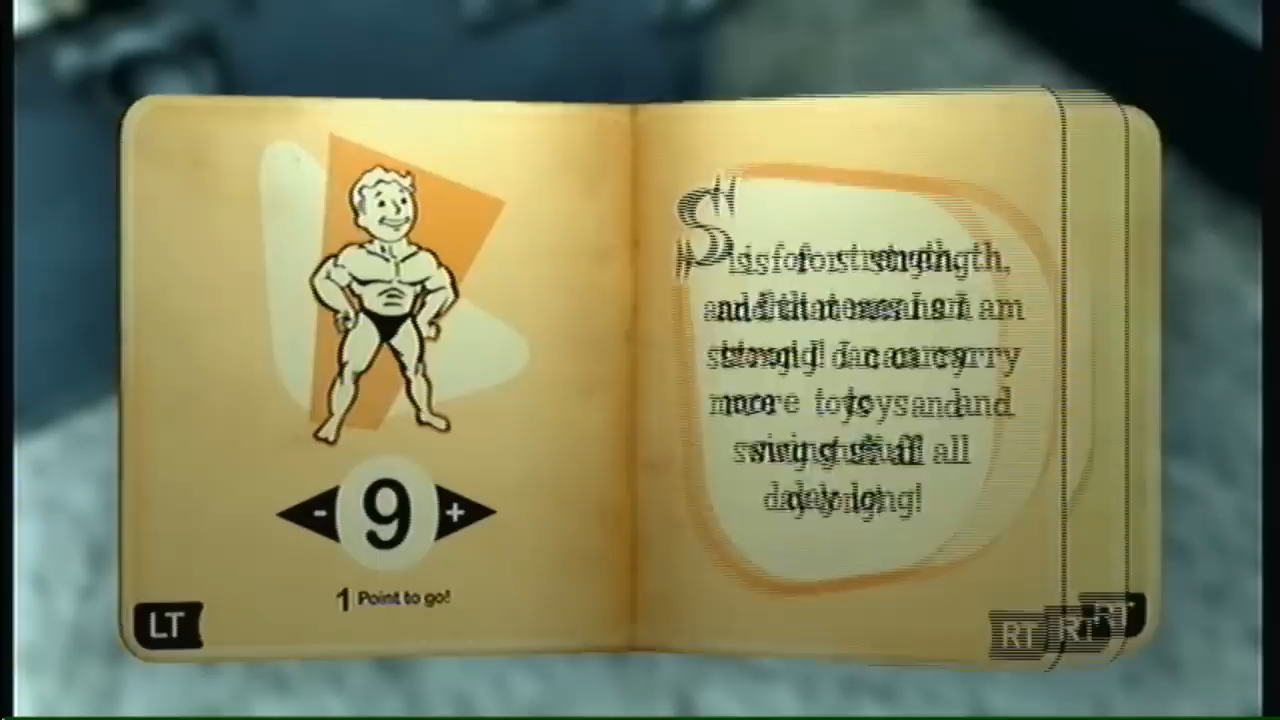 - 9 +
1 Point to go!
LT
S
is for strength,
and that means I am
strong! I can carry
more toys and
swing stuff all
day long!
RT